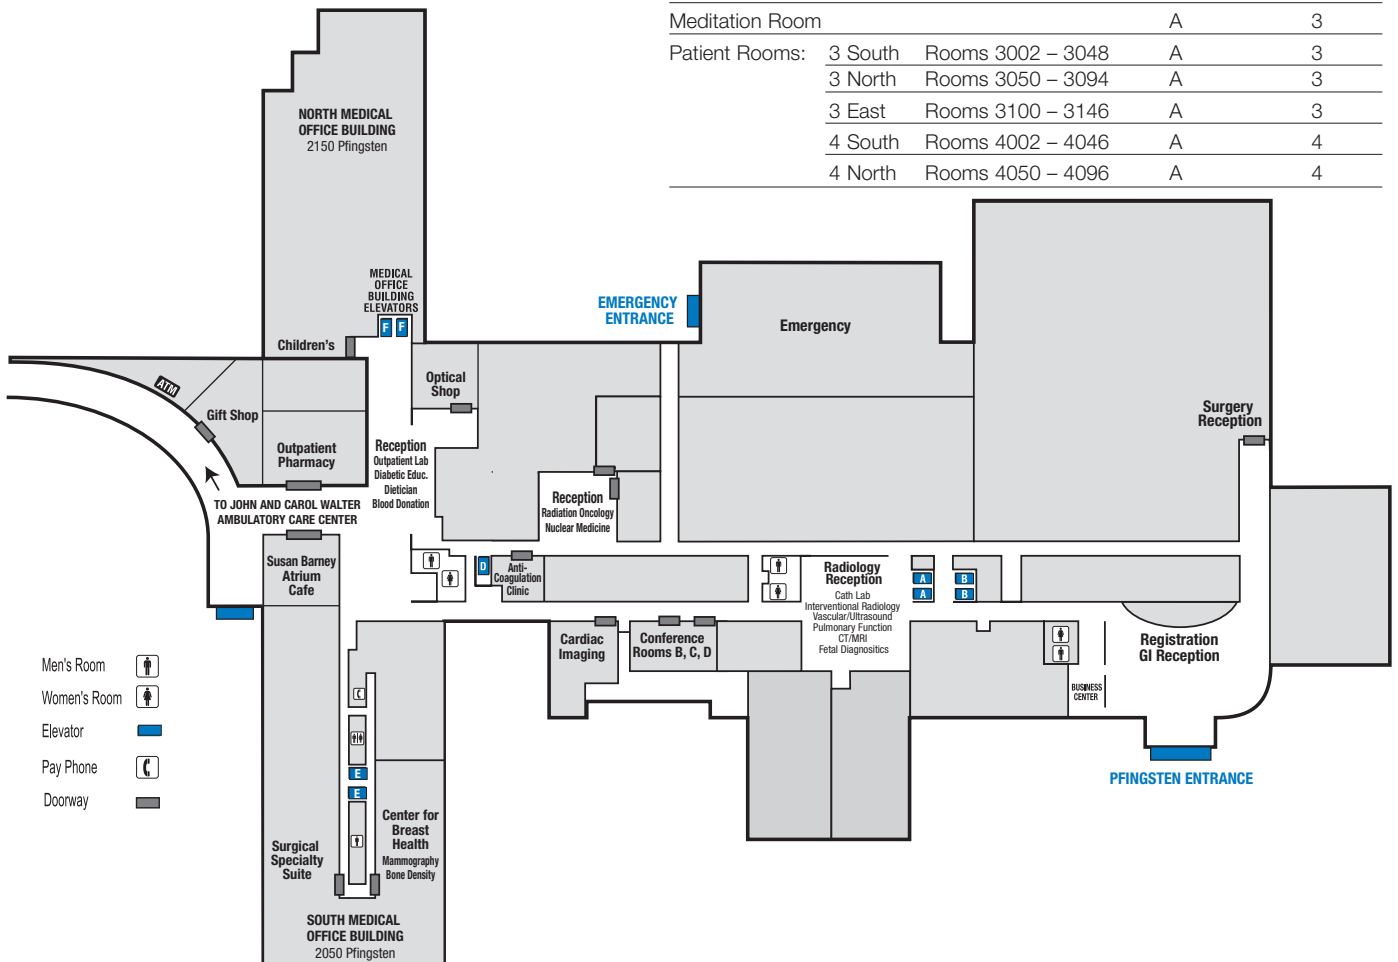 Meditation Room A 3
Patient Rooms: 3 South Rooms 3002 – 3048 A 3
3 North Rooms 3050 – 3094 A 3
3 East Rooms 3100 – 3146 A 3
4 South Rooms 4002 – 4046 A 4
4 North Rooms 4050 – 4096 A 4
NORTH MEDICAL
OFFICE BUILDING
2150 Pfingsten
MEDICAL
OFFICE
BUILDING
ELEVATORS
F F
Children's
EMERGENCY
ENTRANCE
Emergency
Optical
Shop
ATM
Gift Shop
Outpatient
Pharmacy
Reception
Outpatient Lab
Diabetic Educ.
Dietician
Blood Donation
Surgery
Reception
Reception
Radiation Oncology
Nuclear Medicine
TO JOHN AND CAROL WALTER
AMBULATORY CARE CENTER
Susan Barney
Atrium
Cafe
D
Anti-
Coagulation
Clinic
Radiology
Reception
Cath Lab
Interventional Radiology
Vascular/Ultrasound
Pulmonary Function
CT/MRI
Fetal Diagnostics
A B
A B
Cardiac
Imaging
Conference
Rooms B, C, D
Registration
GI Reception
BUSINESS
CENTER
PFINGSTEN ENTRANCE
Men's Room
Women's Room
Elevator
Pay Phone
Doorway
E
E
Center for
Breast
Health
Mammography
Bone Density
Surgical
Specialty
Suite
SOUTH MEDICAL
OFFICE BUILDING
2050 Pfingsten